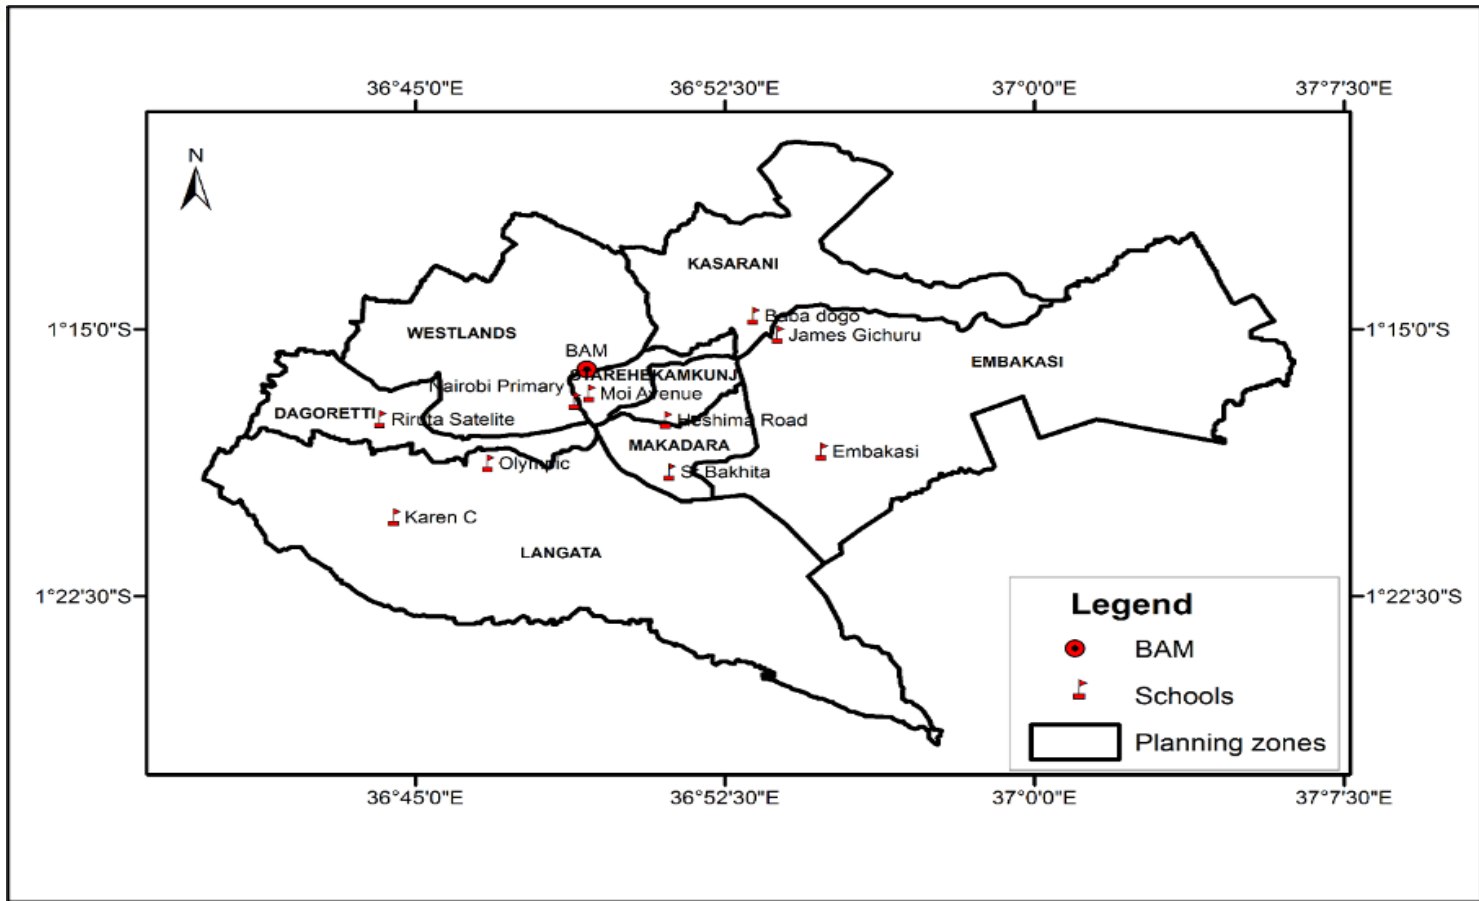 36°45'0"E 36°52'30"E 37°0'0"E 37°7'30"E
N
KASARANI
Baba dogo
1°15'0"S WESTLANDS James Gichuru 1°15'0"S
BAM
EMBAKASI
STAREHEKAMKUNJI
Nairobi Primary Moi Avenue
DAGORETTI Riruta Satelite Heshima Road
MAKADARA
Embakasi
Olympic St Bakhita
Karen C
LANGATA
1°22'30"S 1°22'30"S
Legend
BAM
Schools
Planning zones
36°45'0"E 36°52'30"E 37°0'0"E 37°7'30"E